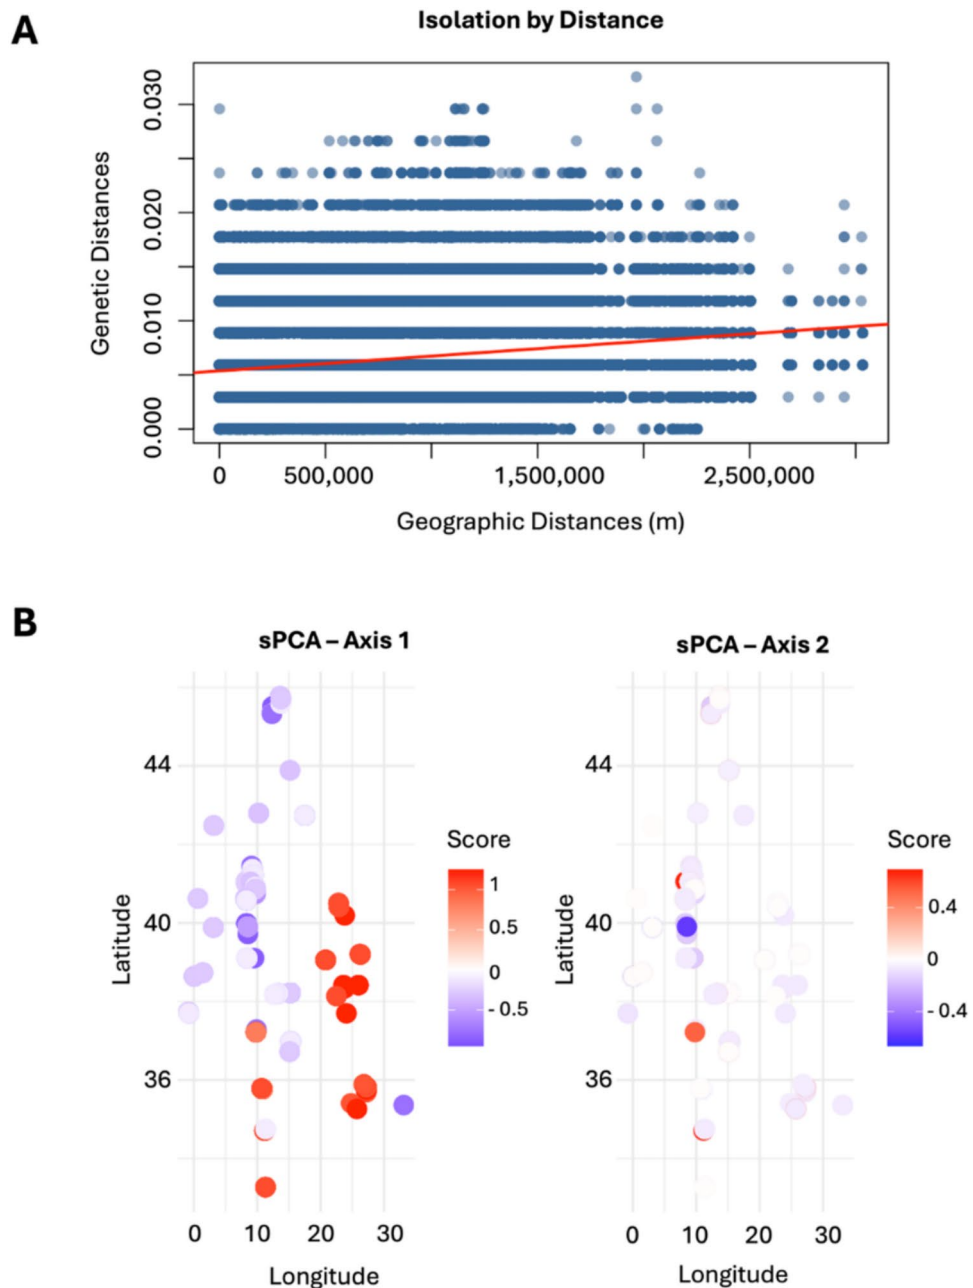 A
Isolation by Distance
Genetic Distances
0.030
0.020
0.010
0.000
0 500,000 1,500,000 2,500,000
Geographic Distances (m)
B
sPCA – Axis 1
Latitude
44
40
36
0 10 20 30
Longitude
Score
1
0.5
0
- 0.5
sPCA – Axis 2
Latitude
44
40
36
0 10 20 30
Longitude
Score
0.4
0
- 0.4